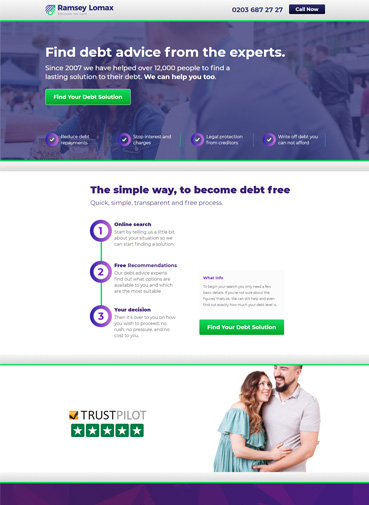 Ramsey Lomax
0203 687 27 27
Call Now
Find debt advice from the experts.
Since 2007 we have helped over 12,000 people to find a
lasting solution to their debt. We can help you too.
Find Your Debt Solution
Reduce debt
repayments
Stop interest and
charges
Legal protection
from creditors
Write off debt you
can not afford
The simple way, to become debt free
Quick, simple, transparent and free process.
1
Online search
Start by telling us a little bit
about your situation so we
can start finding a solution.
2
Free Recommendations
Our debt advice experts
find out what options are
available to you and which
are the most suitable.
3
Your decision
Then it's over to you on how
you wish to proceed, no
rush, no pressure, and no
cost to you.
What info
To begin your search you only need a few
basic details. If you're not sure about the
figures, that's
we can still help and even
find out exactly how much your debt level is.
Find Your Debt Solution
TRUSTPILOT